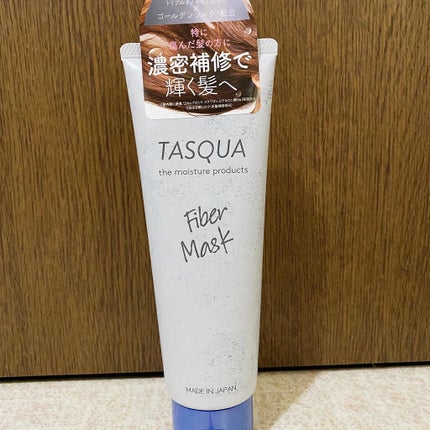 ゴールデンシルク配合
特に
傷んだ髪の方に
濃密補修で
輝く髪へ
TASQUA
the moisture products
Fiber
Mask
MADE IN JAPAN